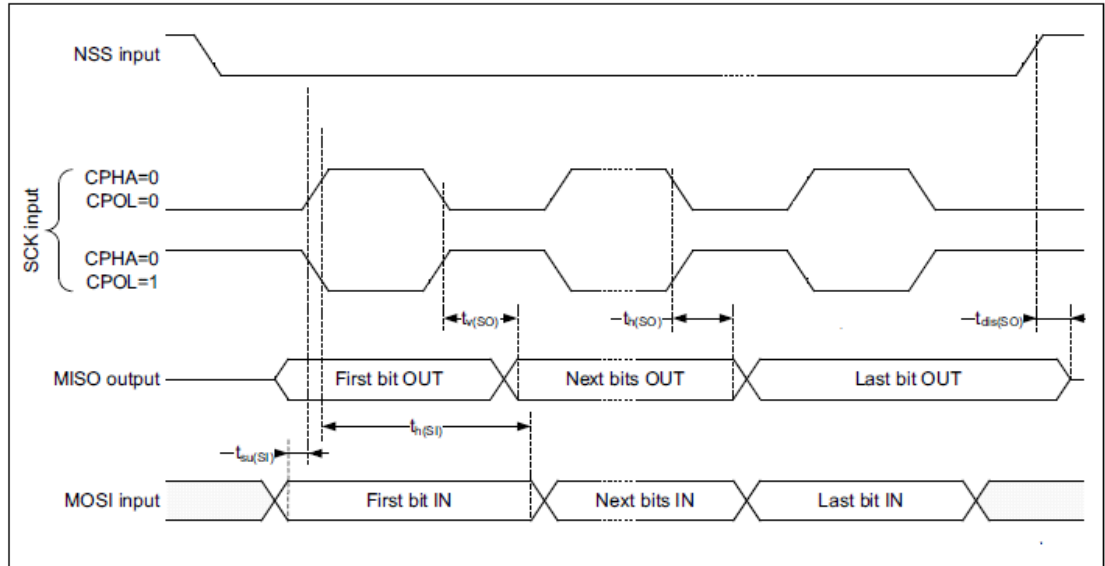 NSS input
SCK input
CPHA=0
CPOL=0
CPHA=0
CPOL=1
tv(SO)
th(SO)
tdis(SO)
MISO output
First bit OUT
Next bits OUT
Last bit OUT
th(SI)
tsu(SI)
MOSI input
First bit IN
Next bits IN
Last bit IN